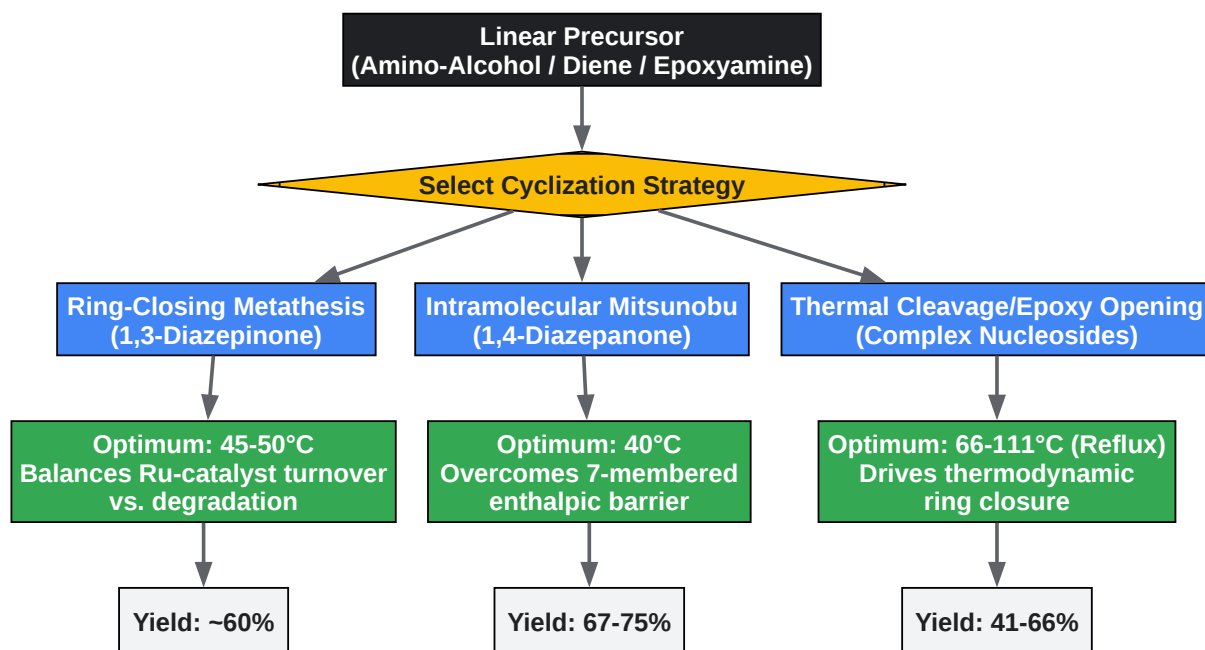 Linear Precursor
(Amino-Alcohol / Diene / Epoxyamine)
Select Cyclization Strategy
Ring-Closing Metathesis
(1,3-Diazepinone)
Intramolecular Mitsunobu
(1,4-Diazepanone)
Thermal Cleavage/Epoxy Opening
(Complex Nucleosides)
Optimum: 45-50°C
Balances Ru-catalyst turnover
vs. degradation
Optimum: 40°C
Overcomes 7-membered
enthalpic barrier
Optimum: 66-111°C (Reflux)
Drives thermodynamic
ring closure
Yield: ~60%
Yield: 67-75%
Yield: 41-66%